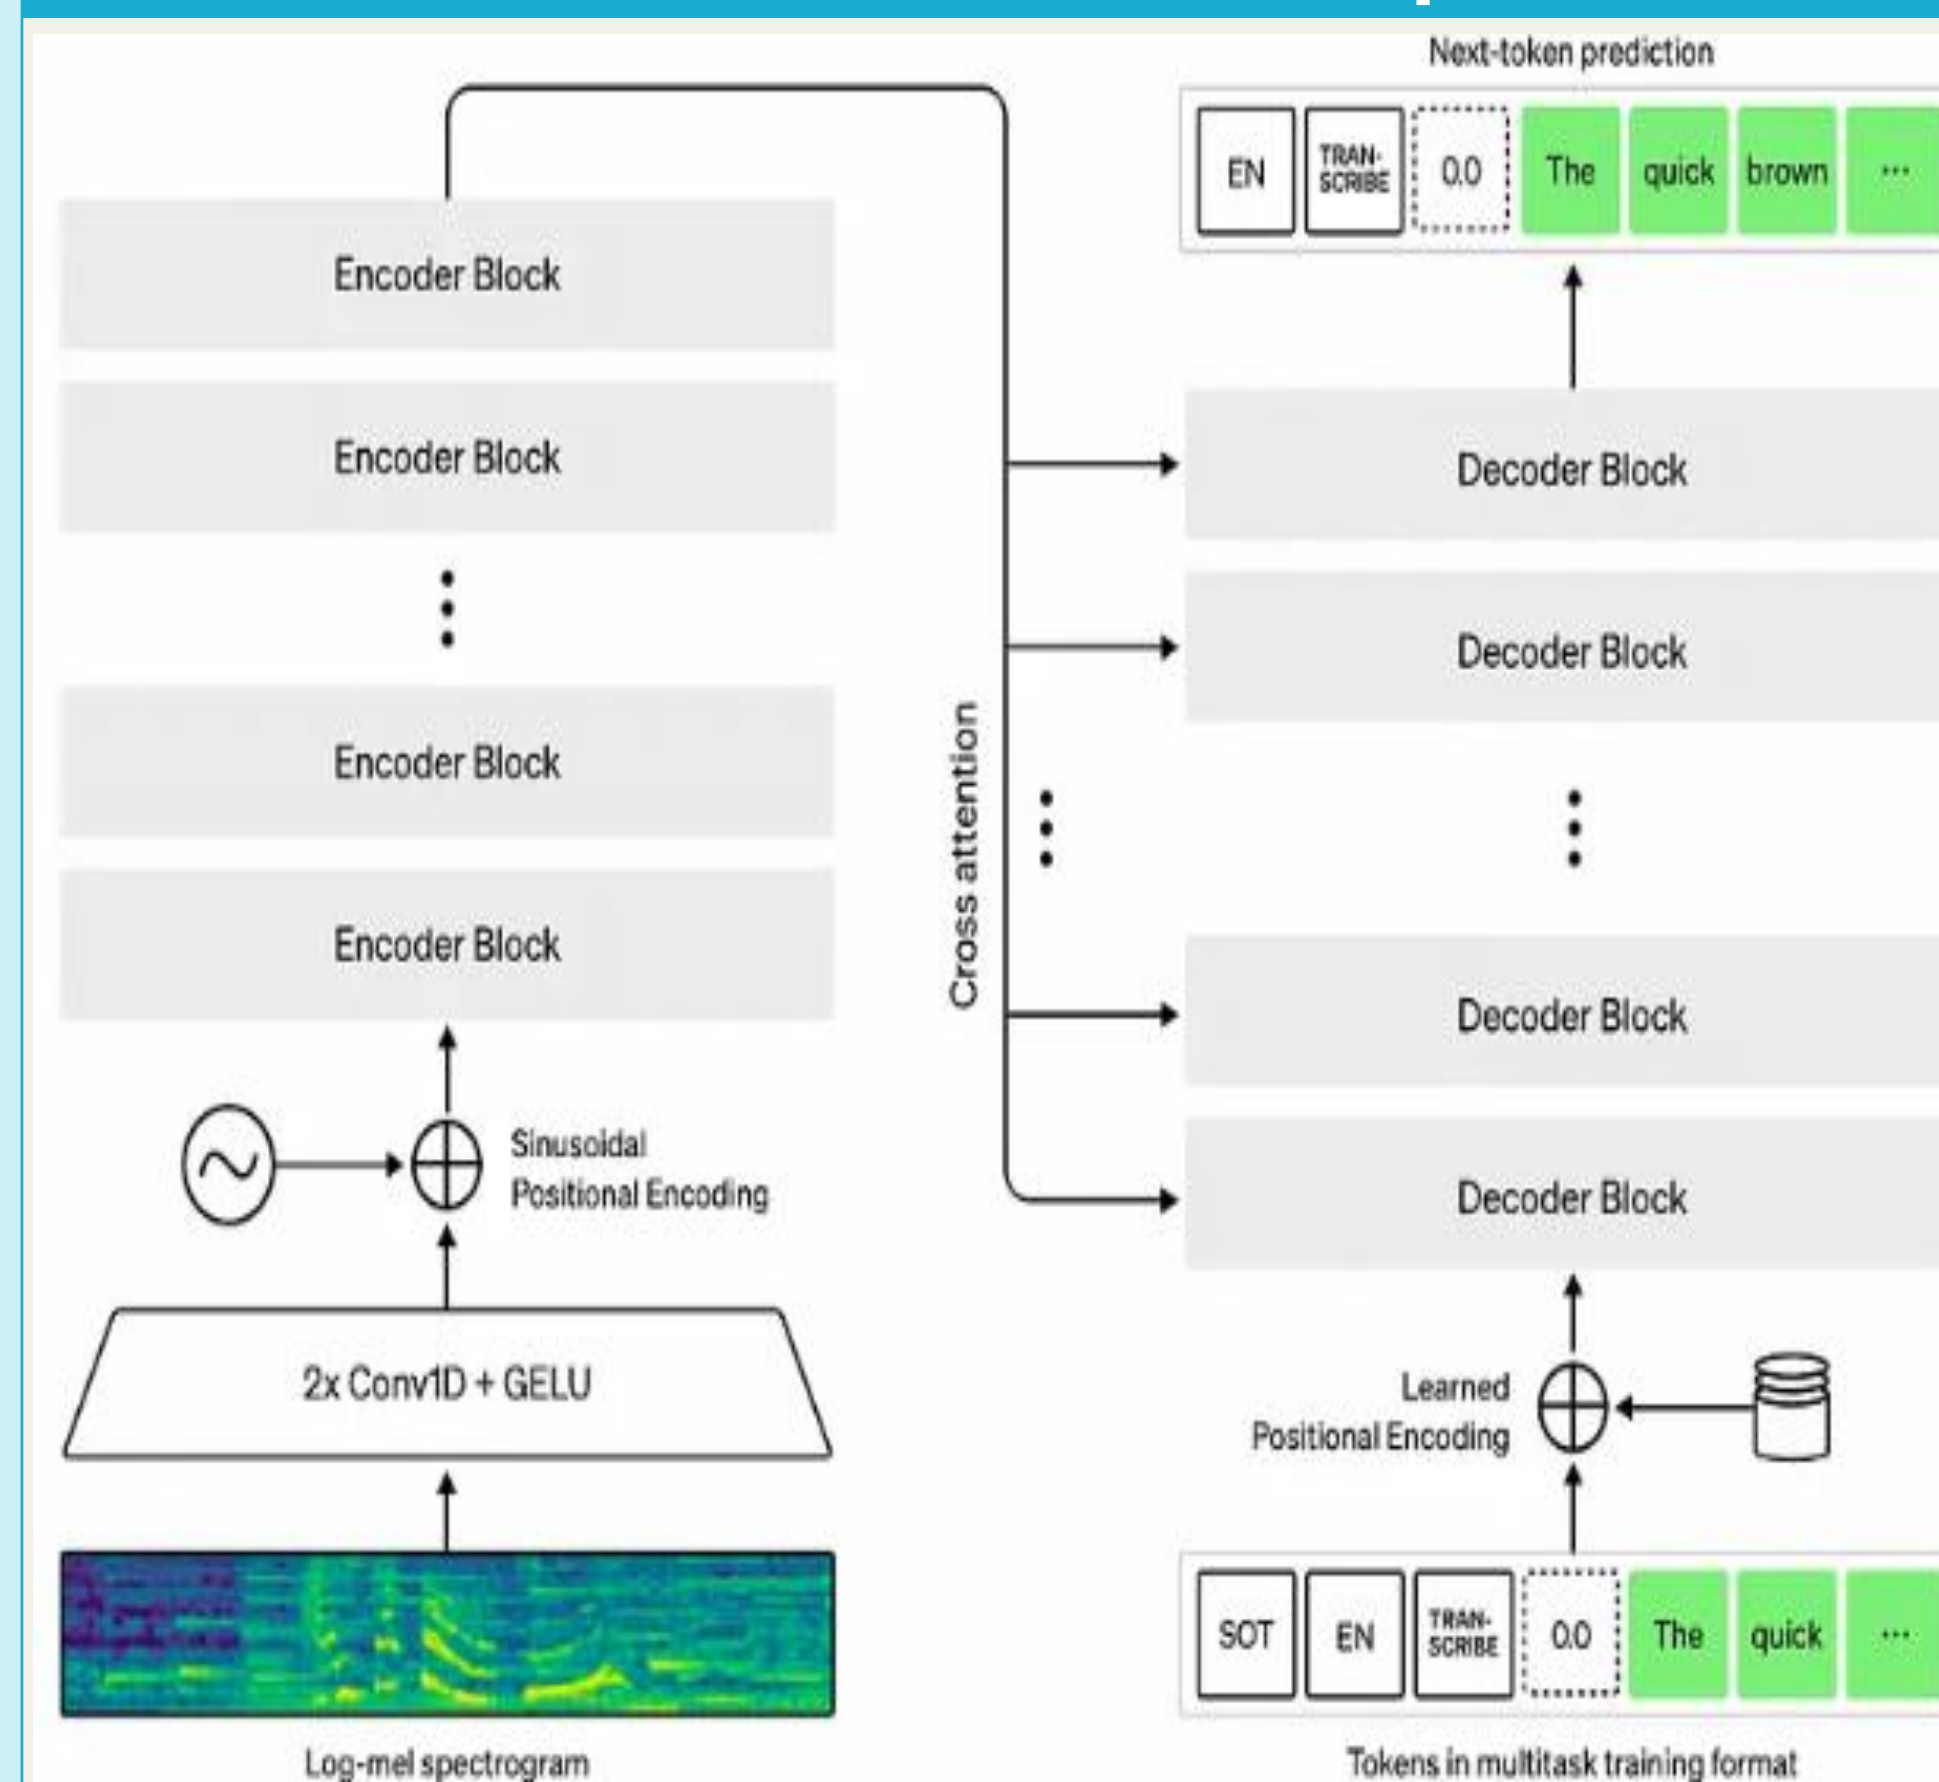 Next-token prediction
EN TRAN-SCRIBE 0.0 The quick brown ...
Encoder Block
Encoder Block
Encoder Block
Encoder Block
Sinusoidal
Positional Encoding
2x Conv1D + GELU
Log-mel spectrogram
Cross attention
Decoder Block
Decoder Block
Decoder Block
Decoder Block
Learned
Positional Encoding
SOT EN TRAN-SCRIBE 0.0 The quick ...
Tokens in multitask training format